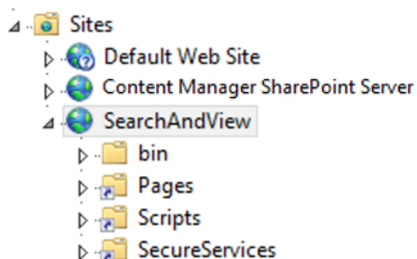 Sites
Default Web Site
Content Manager SharePoint Server
SearchAndView
bin
Pages
Scripts
SecureServices